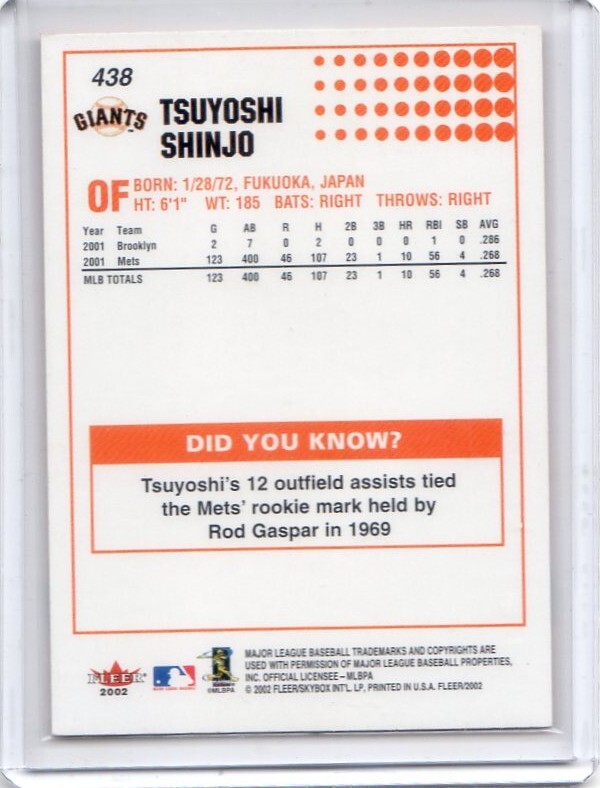 438
GIANTS
TSUYOSHI
SHINJO
OF
BORN: 1/28/72, FUKUOKA, JAPAN
HT: 6'1" WT: 185 BATS: RIGHT THROWS: RIGHT
Year Team G AB R H 2B 3B HR RBI SB AVG
2001 Brooklyn 2 7 0 2 0 0 0 1 0 .286
2001 Mets 123 400 46 107 23 1 10 56 4 .268
MLB TOTALS 123 400 46 107 23 1 10 56 4 .268
DID YOU KNOW?
Tsuyoshi's 12 outfield assists tied
the Mets' rookie mark held by
Rod Gaspar in 1969
FLEER
2002
©MLBPA
MAJOR LEAGUE BASEBALL TRADEMARKS AND COPYRIGHTS ARE
USED WITH PERMISSION OF MAJOR LEAGUE BASEBALL PROPERTIES,
INC. OFFICIAL LICENSEE – MLBPA
© 2002 FLEER/SKYBOX INT'L. LP, PRINTED IN U.S.A. FLEER/2002